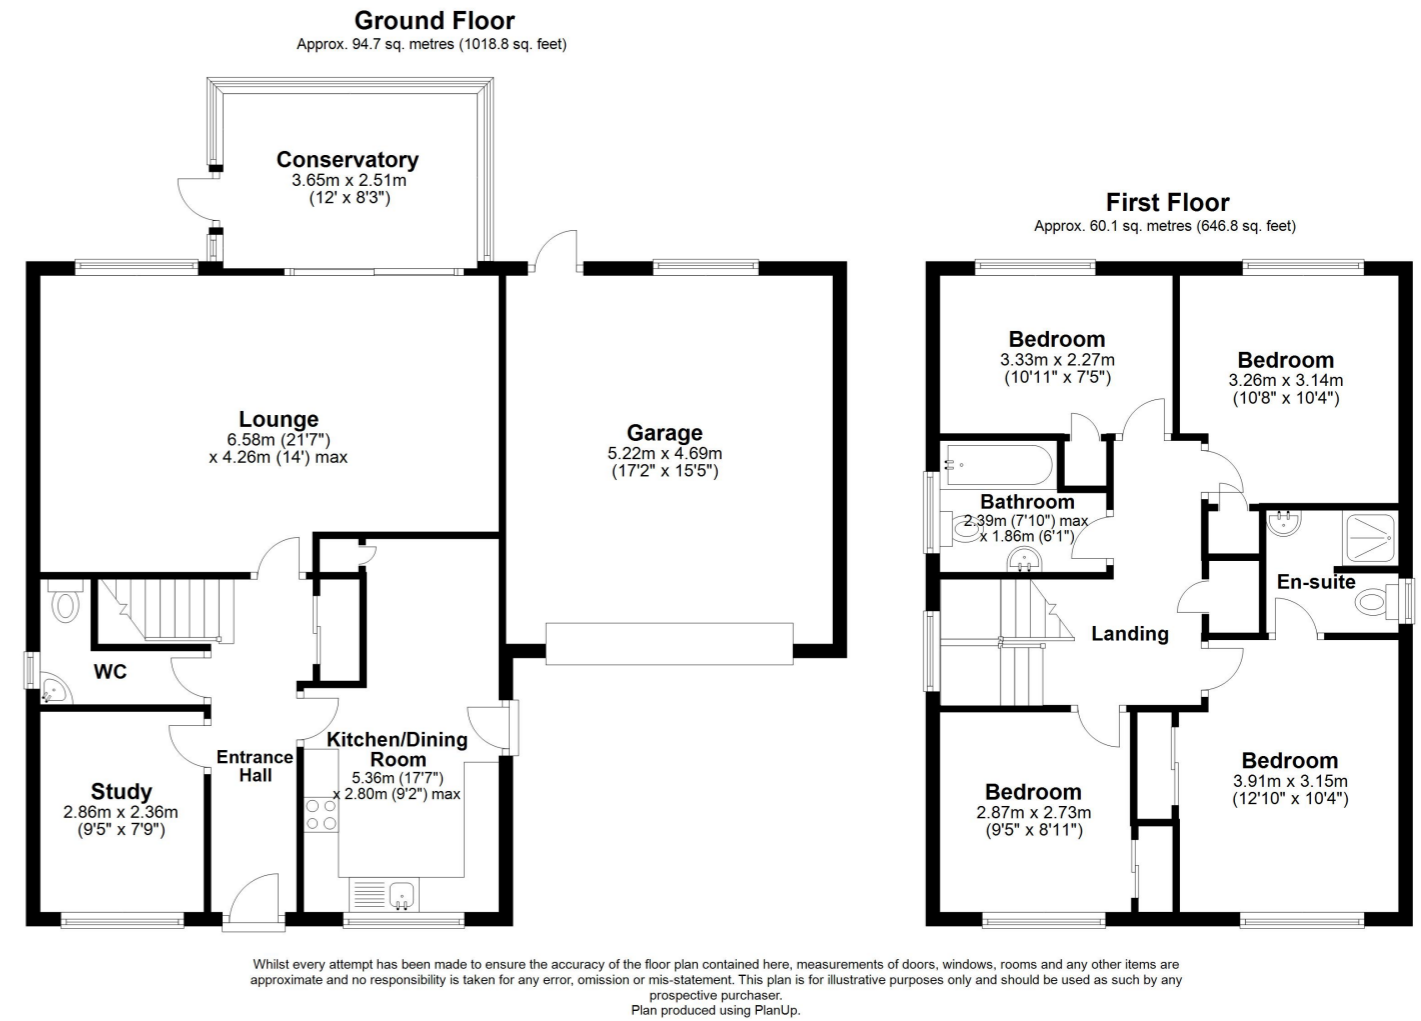 Ground Floor
Approx. 94.7 sq. metres (1018.8 sq. feet)
Conservatory
3.65m x 2.51m
(12' x 8'3")
Lounge
6.58m (21'7")
x 4.26m (14') max
Garage
5.22m x 4.69m
(17'2" x 15'5")
WC
Kitchen/Dining
Room
5.36m (17'7")
x 2.80m (9'2") max
Entrance
Hall
Study
2.86m x 2.36m
(9'5" x 7'9")
First Floor
Approx. 60.1 sq. metres (646.8 sq. feet)
Bedroom
3.33m x 2.27m
(10'11" x 7'5")
Bedroom
3.26m x 3.14m
(10'8" x 10'4")
Bathroom
2.39m (7'10") max
x 1.86m (6'1")
En-suite
Landing
Bedroom
3.91m x 3.15m
(12'10" x 10'4")
Bedroom
2.87m x 2.73m
(9'5" x 8'11")
Whilst every attempt has been made to ensure the accuracy of the floor plan contained here, measurements of doors, windows, rooms and any other items are
approximate and no responsibility is taken for any error, omission or mis-statement. This plan is for illustrative purposes only and should be used as such by any
prospective purchaser.
Plan produced using PlanUp.